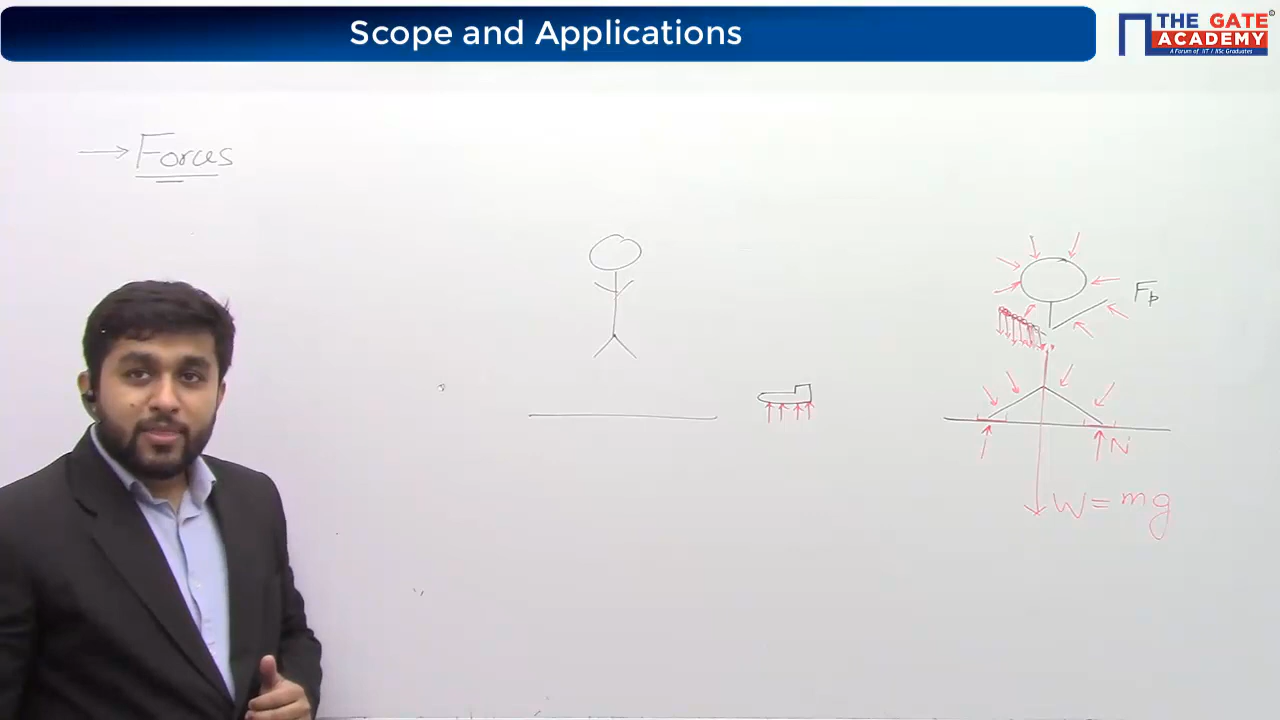 Scope and Applications
THE GATE
ACADEMY
A Forum of IIT / IISc Graduates
©
→ Forces
Fp
N
W = mg